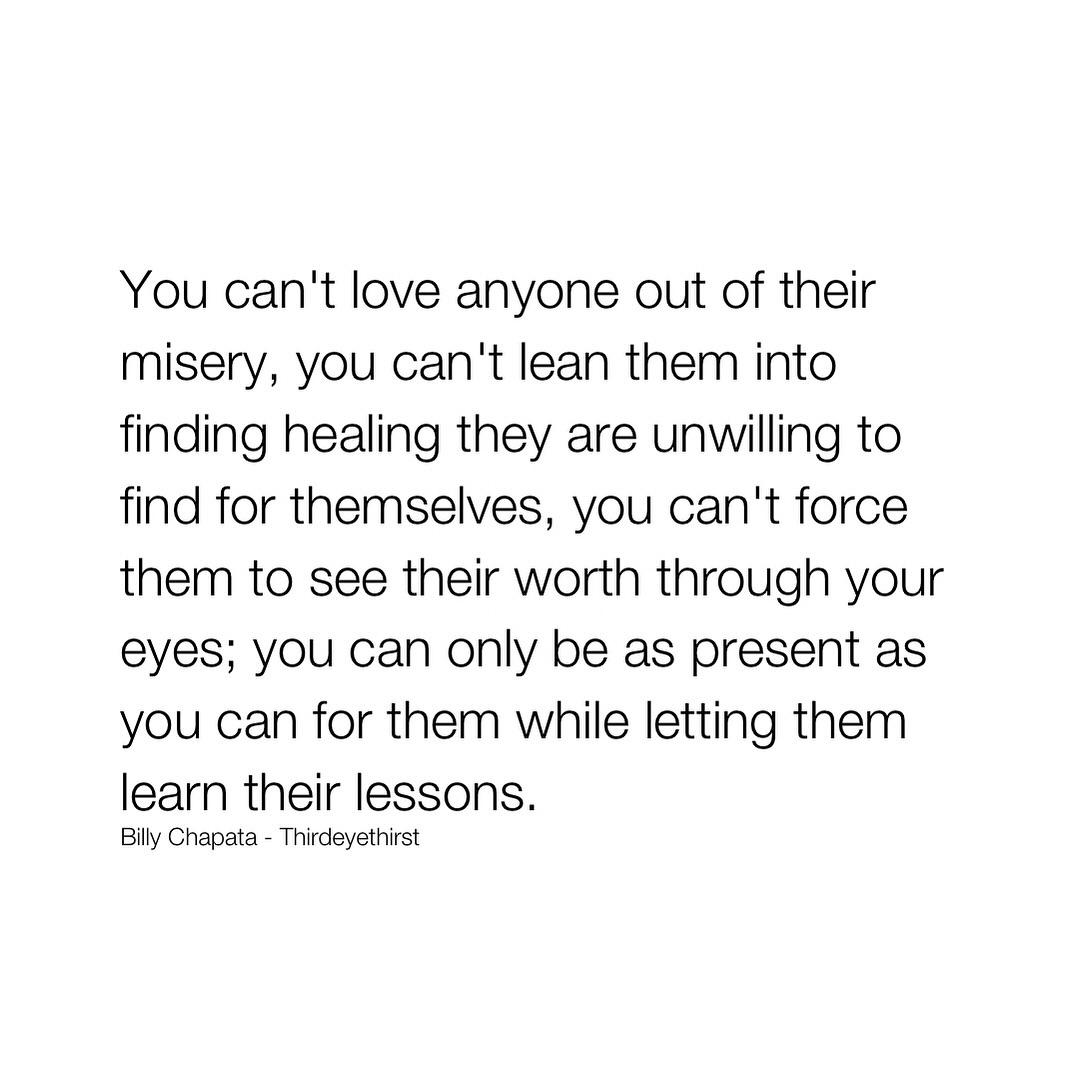 You can't love anyone out of their
misery, you can't lean them into
finding healing they are unwilling to
find for themselves, you can't force
them to see their worth through your
eyes; you can only be as present as
you can for them while letting them
learn their lessons.
Billy Chapata - Thirdeyethirst